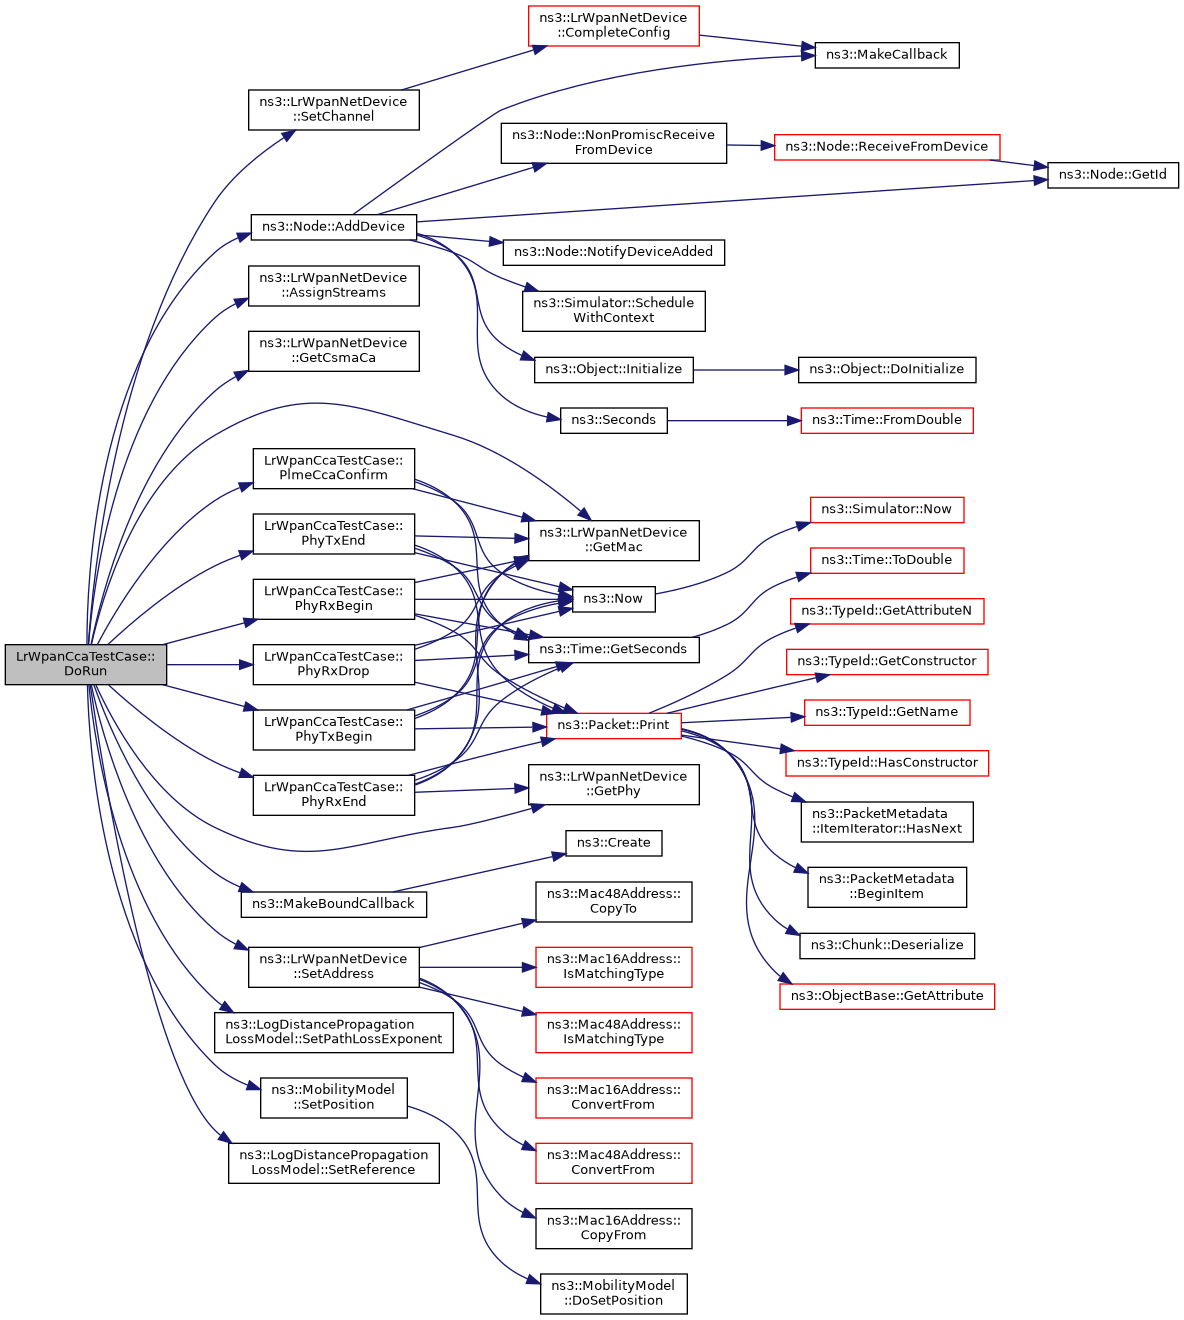 LrWpanCcaTestCase::
DoRun
ns3::LrWpanNetDevice
::SetChannel
ns3::Node::AddDevice
ns3::LrWpanNetDevice
::AssignStreams
ns3::LrWpanNetDevice
::GetCsmaCa
LrWpanCcaTestCase::
PlmeCcaConfirm
LrWpanCcaTestCase::
PhyTxEnd
LrWpanCcaTestCase::
PhyRxBegin
LrWpanCcaTestCase::
PhyRxDrop
LrWpanCcaTestCase::
PhyTxBegin
LrWpanCcaTestCase::
PhyRxEnd
ns3::MakeBoundCallback
ns3::LrWpanNetDevice
::SetAddress
ns3::LogDistancePropagation
LossModel::SetPathLossExponent
ns3::MobilityModel
::SetPosition
ns3::LogDistancePropagation
LossModel::SetReference
ns3::LrWpanNetDevice
::CompleteConfig
ns3::Node::NonPromiscReceive
FromDevice
ns3::Node::NotifyDeviceAdded
ns3::Simulator::Schedule
WithContext
ns3::Object::Initialize
ns3::Seconds
ns3::LrWpanNetDevice
::GetMac
ns3::Now
ns3::Time::GetSeconds
ns3::Packet::Print
ns3::LrWpanNetDevice
::GetPhy
ns3::Create
ns3::Mac48Address::
CopyTo
ns3::Mac16Address::
IsMatchingType
ns3::Mac48Address::
IsMatchingType
ns3::Mac16Address::
ConvertFrom
ns3::Mac48Address::
ConvertFrom
ns3::Mac16Address::
CopyFrom
ns3::MobilityModel
::DoSetPosition
ns3::MakeCallback
ns3::Node::ReceiveFromDevice
ns3::Object::DoInitialize
ns3::Time::FromDouble
ns3::Simulator::Now
ns3::Time::ToDouble
ns3::TypeId::GetAttributeN
ns3::TypeId::GetConstructor
ns3::TypeId::GetName
ns3::TypeId::HasConstructor
ns3::PacketMetadata
::ItemIterator::HasNext
ns3::PacketMetadata
::BeginItem
ns3::Chunk::Deserialize
ns3::ObjectBase::GetAttribute
ns3::Node::GetId